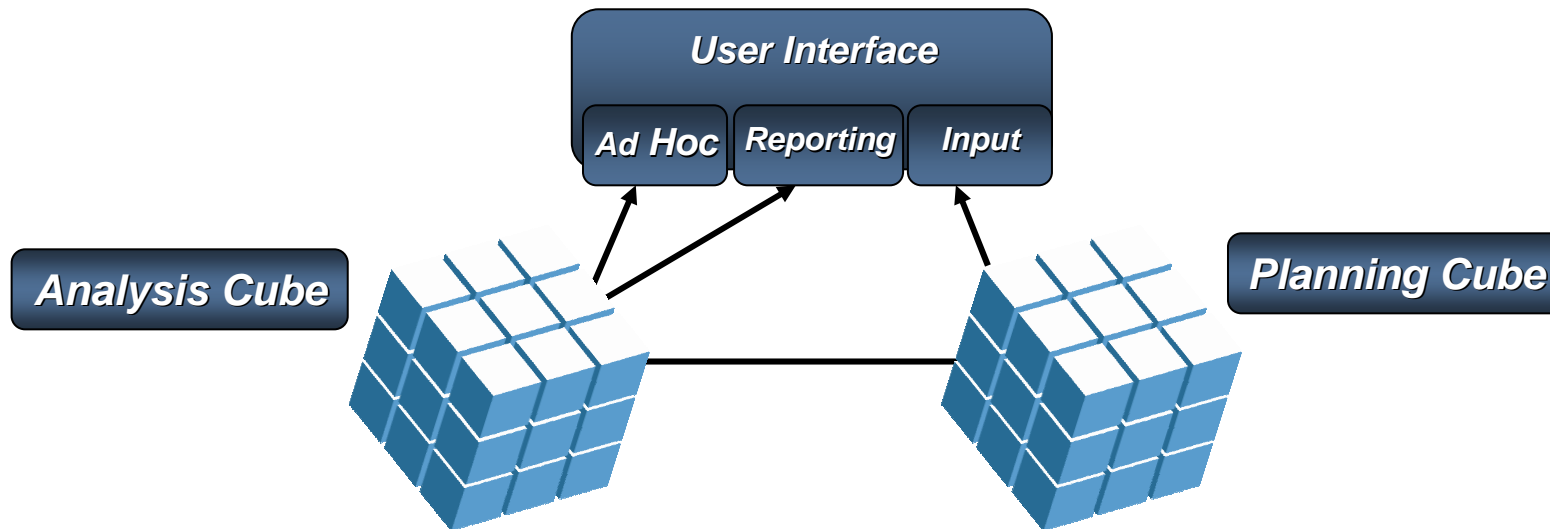 User Interface
Ad Hoc
Reporting
Input
Analysis Cube
Planning Cube